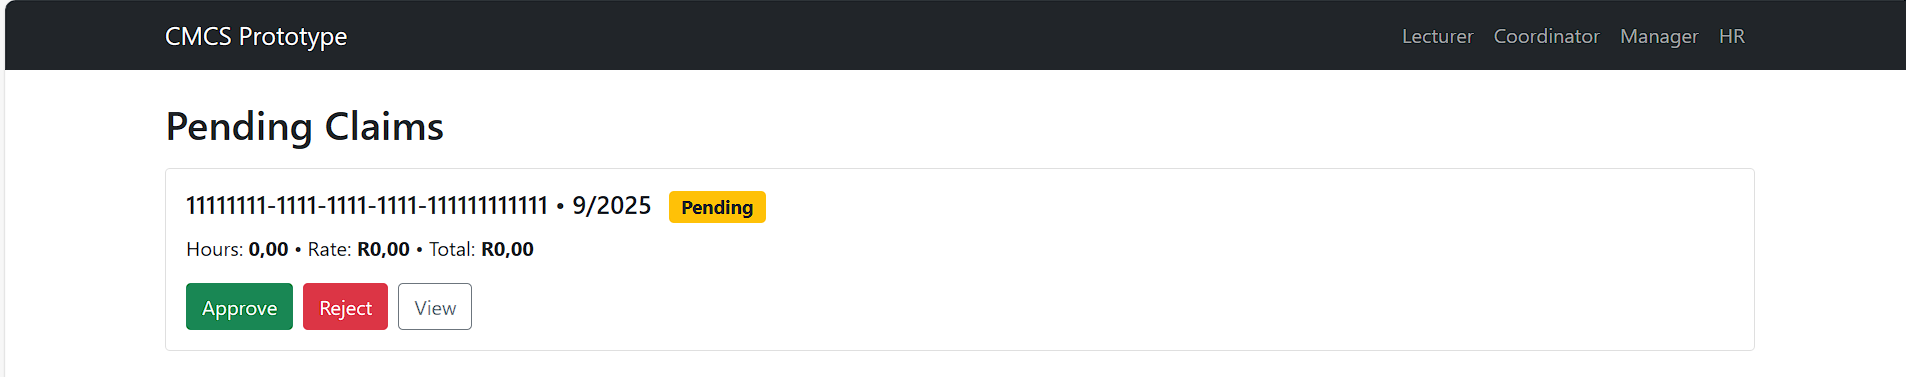 CMCS Prototype Lecturer Coordinator Manager HR
Pending Claims
11111111-1111-1111-1111-111111111111 • 9/2025 Pending
Hours: 0,00 • Rate: R0,00 • Total: R0,00
Approve Reject View